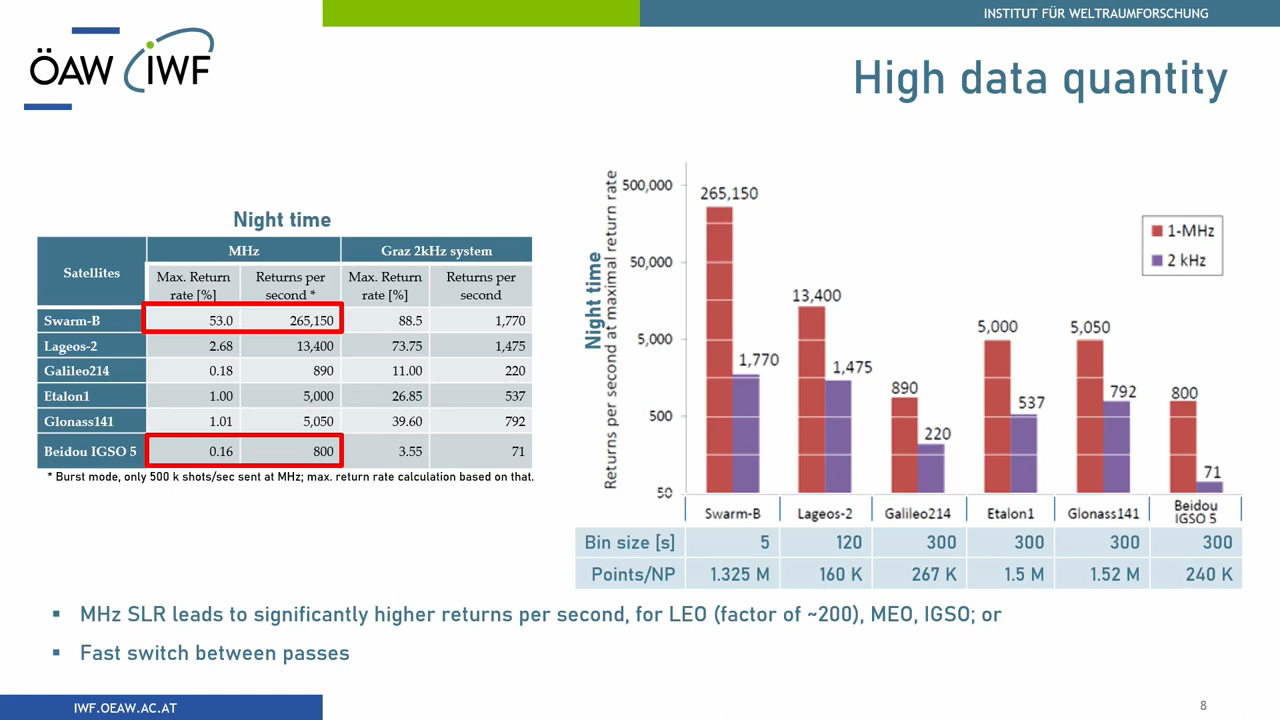 INSTITUT FÜR WELTRAUMFORSCHUNG
ÖAW IWF
High data quantity
Night time
Satellites MHz Graz 2kHz system
Max. Return rate [%] Returns per second * Max. Return rate [%] Returns per second
Swarm-B 53.0 265,150 88.5 1,770
Lageos-2 2.68 13,400 73.75 1,475
Galileo214 0.18 890 11.00 220
Etalon1 1.00 5,000 26.85 537
Glonass141 1.01 5,050 39.60 792
Beidou IGSO 5 0.16 800 3.55 71
* Burst mode, only 500 k shots/sec sent at MHz; max. return rate calculation based on that.
Night time
Returns per second at maximal return rate
500,000
50,000
5,000
500
50
265,150
1,770
13,400
1,475
890
220
5,000
537
5,050
792
800
71
1-MHz
2 kHz
Swarm-B Lageos-2 Galileo214 Etalon1 Glonass141 Beidou IGSO 5
Bin size [s] 5 120 300 300 300 300
Points/NP 1.325 M 160 K 267 K 1.5 M 1.52 M 240 K
▪ MHz SLR leads to significantly higher returns per second, for LEO (factor of ~200), MEO, IGSO; or
▪ Fast switch between passes
IWF.OEAW.AC.AT
8